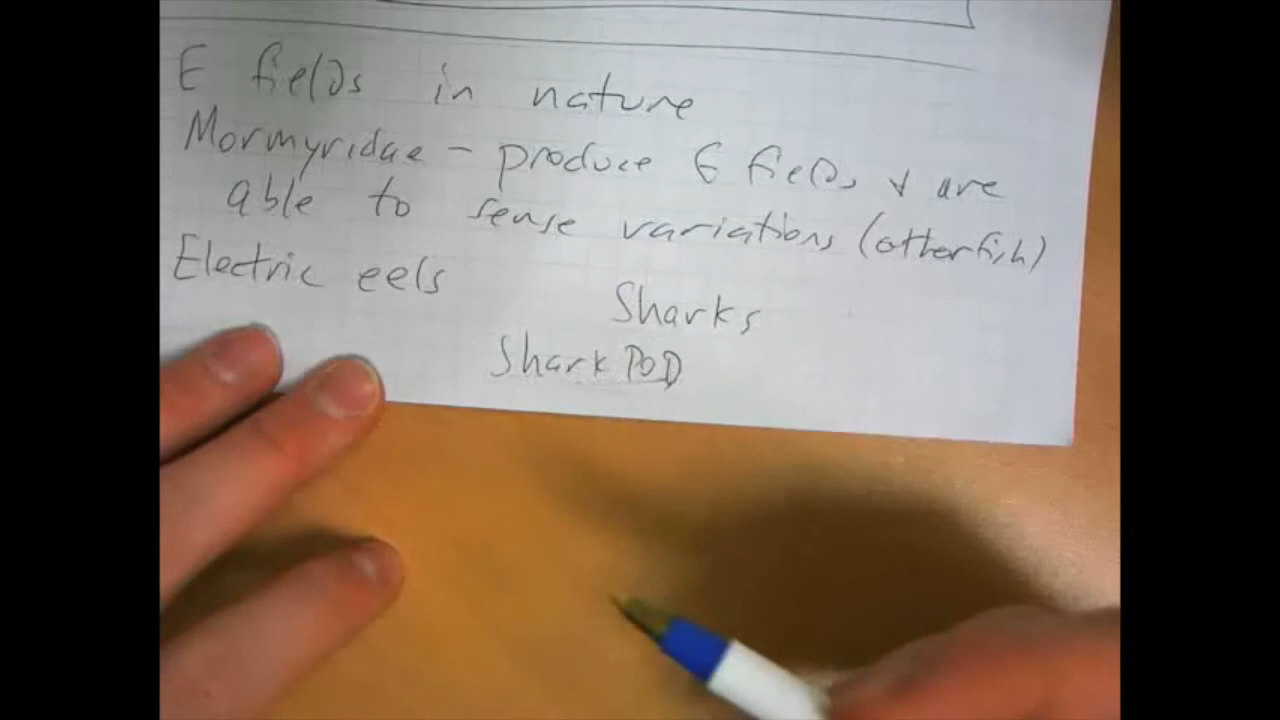 E fields in nature
Mormyridae - produce E fields & are
able to sense variations (other fish)
Electric eels
Sharks
Shark POD